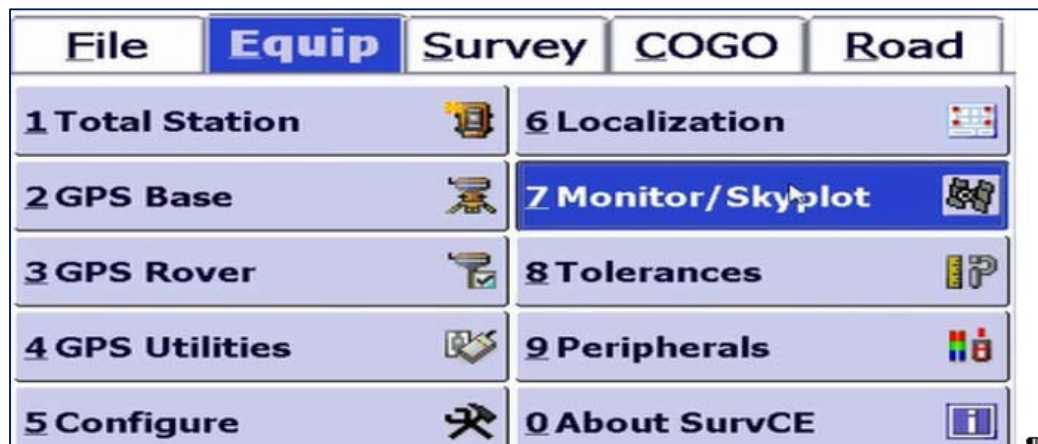 File Equip Survey COGO Road
1 Total Station
2 GPS Base
3 GPS Rover
4 GPS Utilities
5 Configure
6 Localization
7 Monitor/Skyplot
8 Tolerances
9 Peripherals
0 About SurvCE
¶